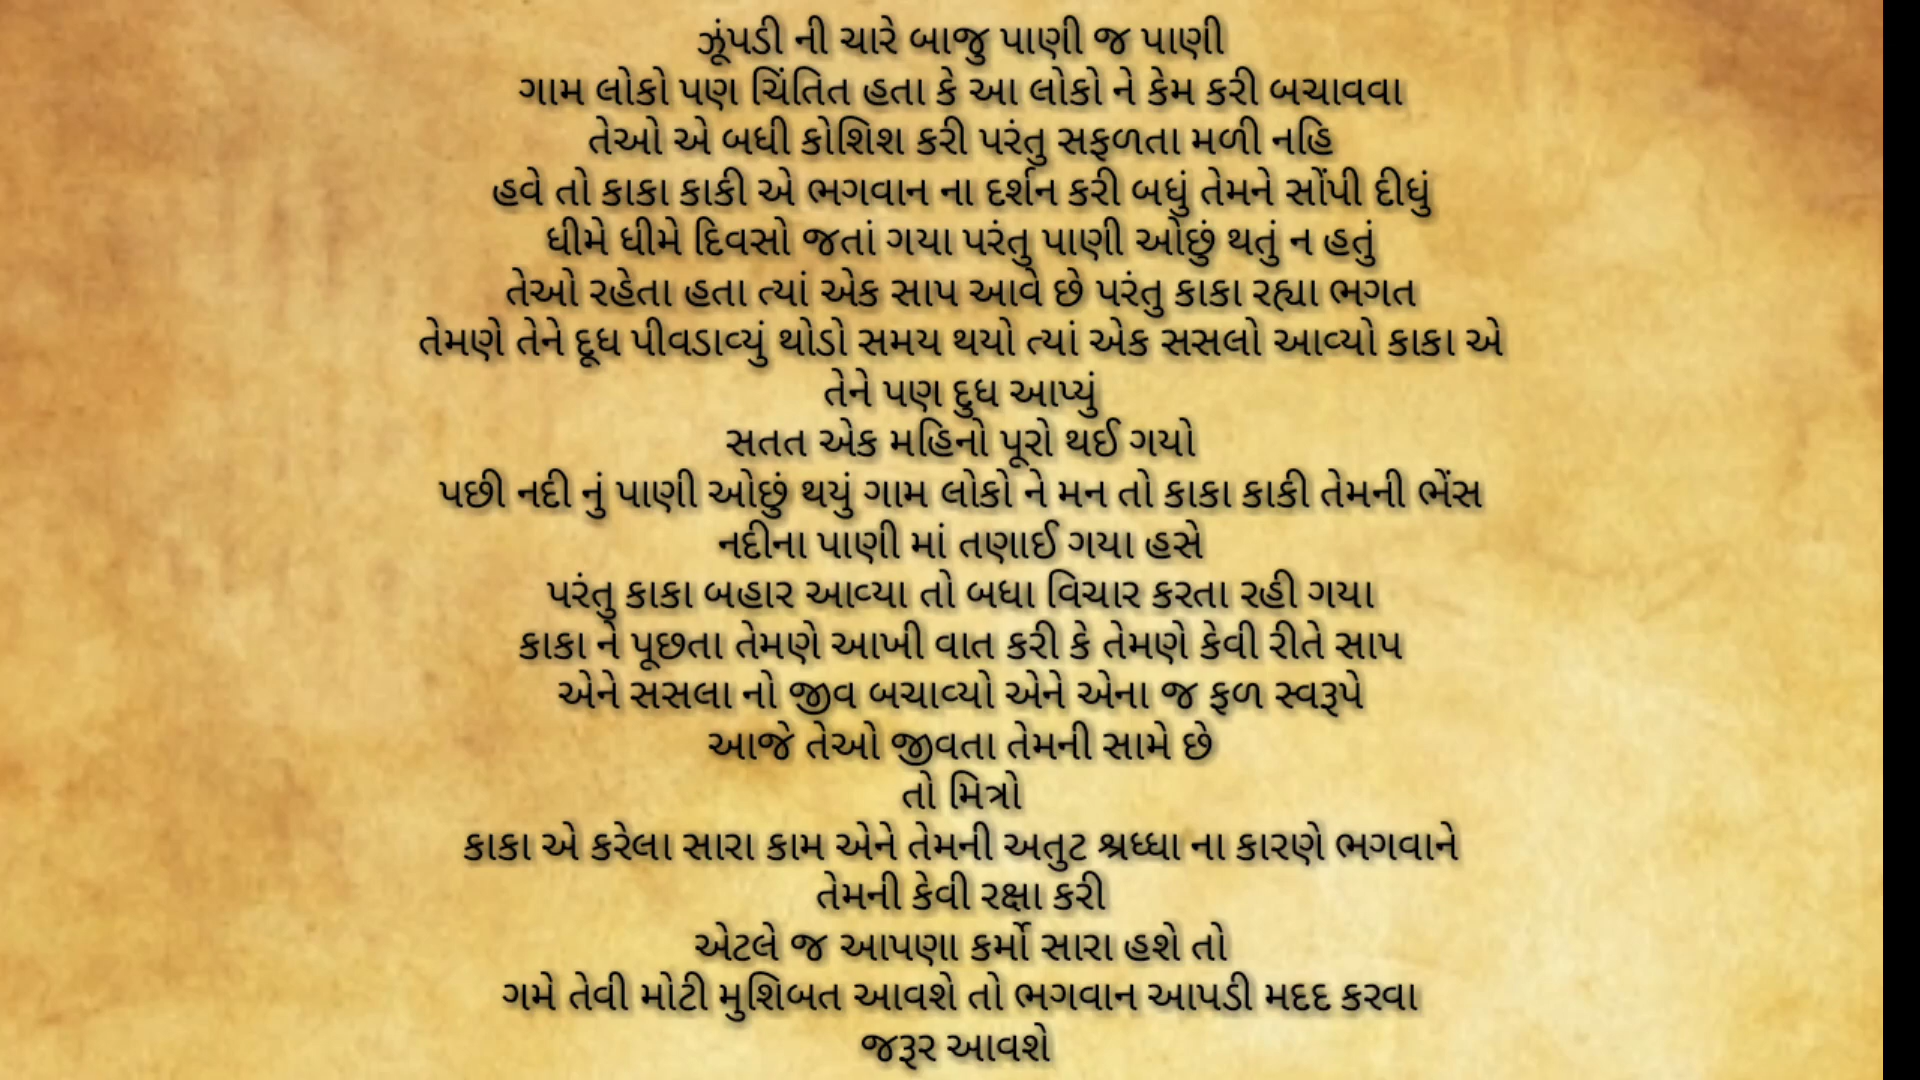 ઝૂંપડી ની ચારે બાજુ પાણી જ પાણી
ગામ લોકો પણ ચિંતિત હતા કે આ લોકો ને કેમ કરી બચાવવા
તેઓ એ બધી કોશિશ કરી પરંતુ સફળતા મળી નહિ
હવે તો કાકા કાકી એ ભગવાન ના દર્શન કરી બધું તેમને સોંપી દીધું
ધીમે ધીમે દિવસો જતાં ગયા પરંતુ પાણી ઓછું થતું ન હતું
તેઓ રહેતા હતા ત્યાં એક સાપ આવે છે પરંતુ કાકા રહ્યા ભગત
તેમણે તેને દૂધ પીવડાવ્યું થોડો સમય થયો ત્યાં એક સસલો આવ્યો કાકા એ
તેને પણ દુધ આપ્યું
સતત એક મહિનો પૂરો થઈ ગયો
પછી નદી નું પાણી ઓછું થયું ગામ લોકો ને મન તો કાકા કાકી તેમની ભેંસ
નદીના પાણી માં તણાઈ ગયા હસે
પરંતુ કાકા બહાર આવ્યા તો બધા વિચાર કરતા રહી ગયા
કાકા ને પૂછતા તેમણે આખી વાત કરી કે તેમણે કેવી રીતે સાપ
એને સસલા નો જીવ બચાવ્યો એને એના જ ફળ સ્વરૂપે
આજે તેઓ જીવતા તેમની સામે છે
તો મિત્રો
કાકા એ કરેલા સારા કામ એને તેમની અતુટ શ્રધ્ધા ના કારણે ભગવાને
તેમની કેવી રક્ષા કરી
એટલે જ આપણા કર્મો સારા હશે તો
ગમે તેવી મોટી મુશિબત આવશે તો ભગવાન આપડી મદદ કરવા
જરૂર આવશે